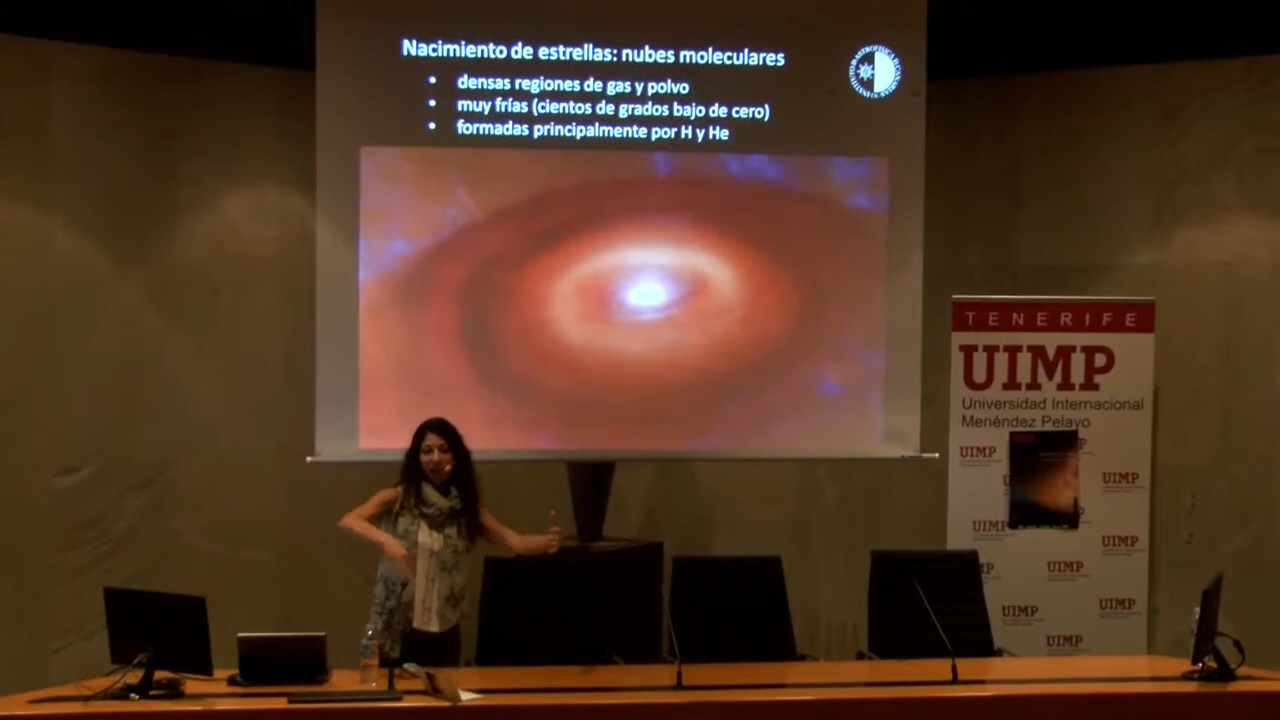 Nacimiento de estrellas: nubes moleculares
• densas regiones de gas y polvo
• muy frías (cientos de grados bajo de cero)
• formadas principalmente por H y He
TENERIFE
UIMP
Universidad Internacional
Menéndez Pelayo
UIMP
UIMP
UIMP
UIMP
UIMP
UIMP
UIMP
UIMP